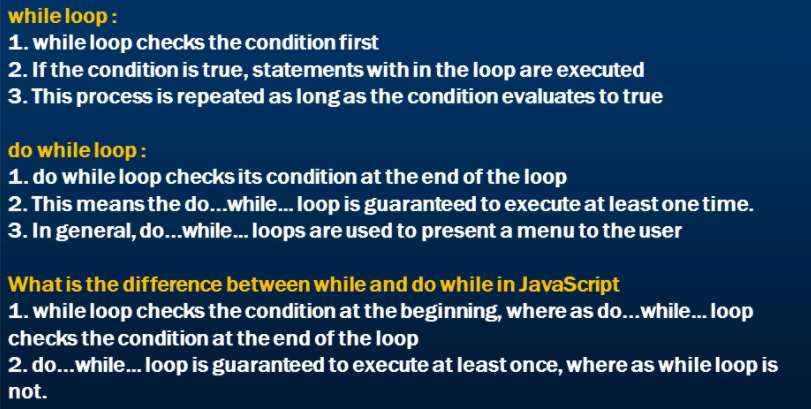 while loop :
1. while loop checks the condition first
2. If the condition is true, statements with in the loop are executed
3. This process is repeated as long as the condition evaluates to true
do while loop :
1. do while loop checks its condition at the end of the loop
2. This means the do...while... loop is guaranteed to execute at least one time.
3. In general, do...while... loops are used to present a menu to the user
What is the difference between while and do while in JavaScript
1. while loop checks the condition at the beginning, where as do...while... loop
checks the condition at the end of the loop
2. do...while... loop is guaranteed to execute at least once, where as while loop is
not.